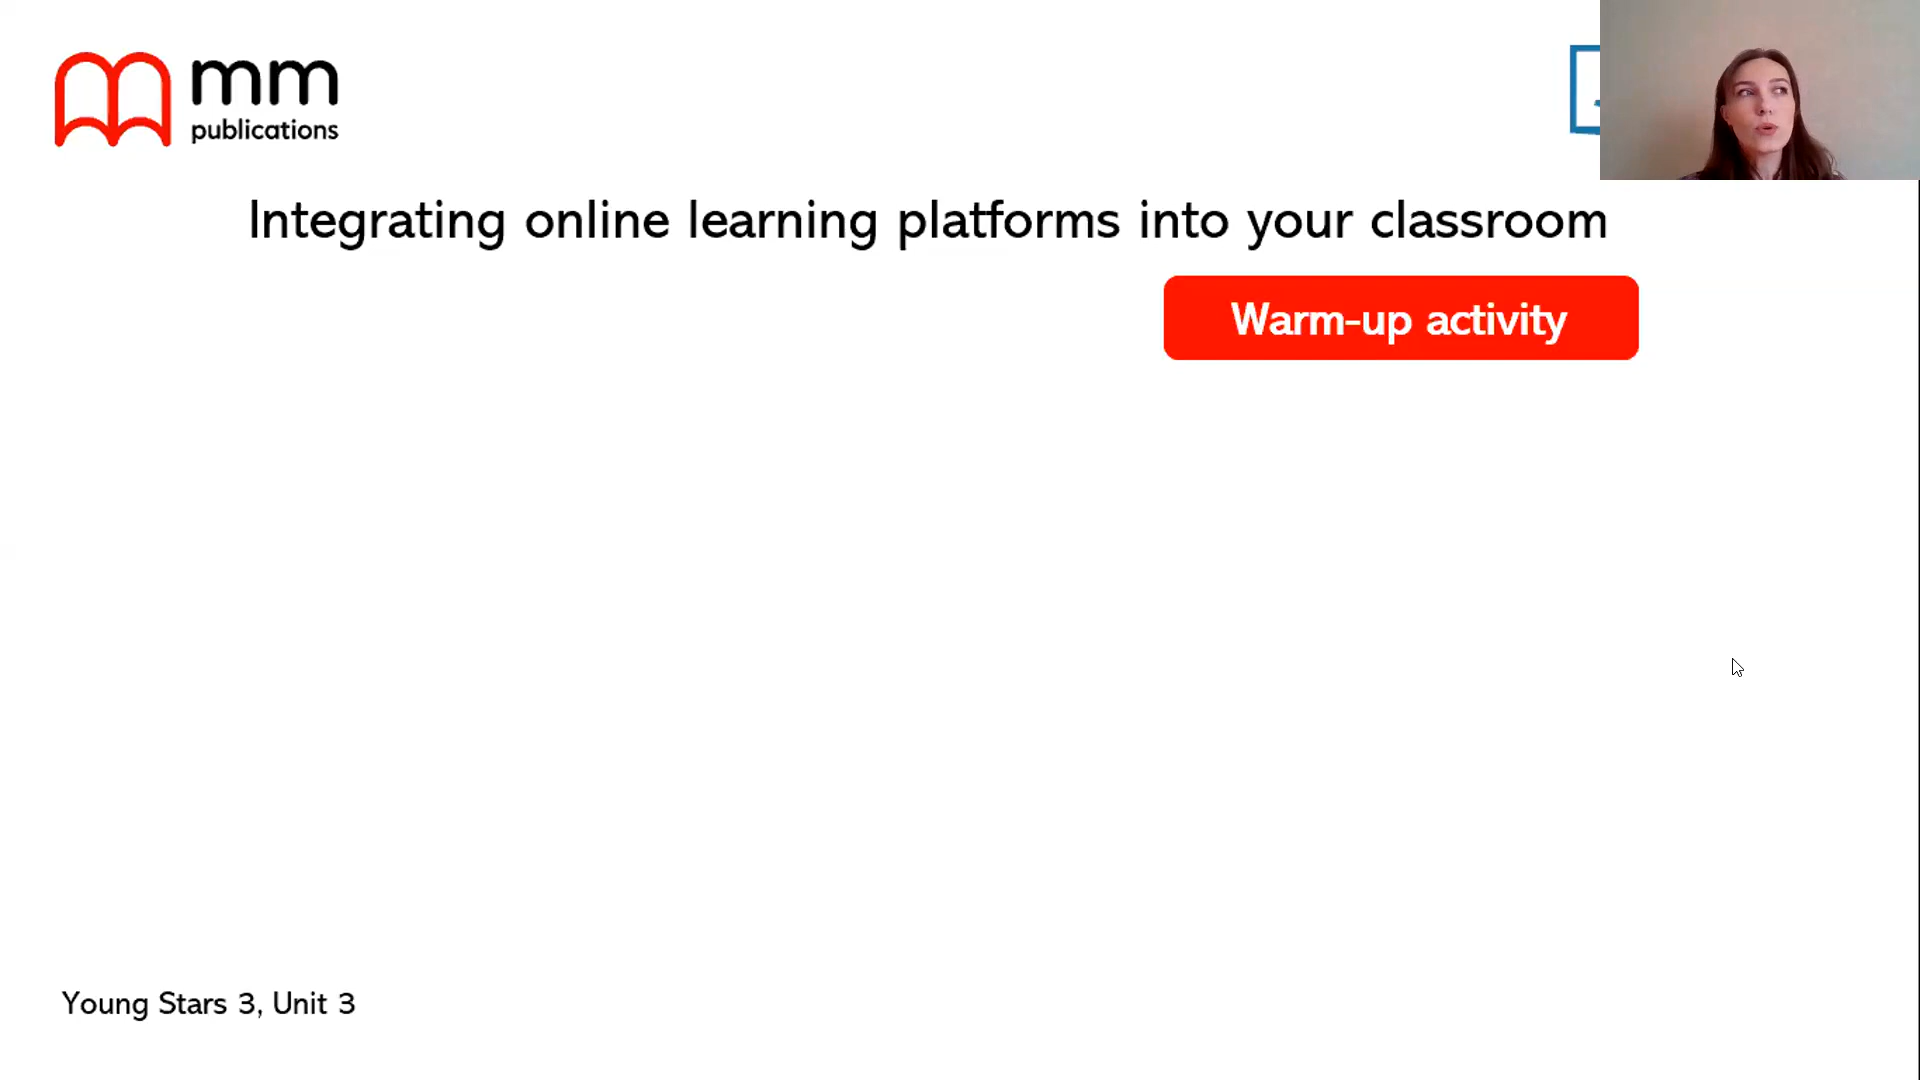 mm
publications
Integrating online learning platforms into your classroom
Warm-up activity
Young Stars 3, Unit 3